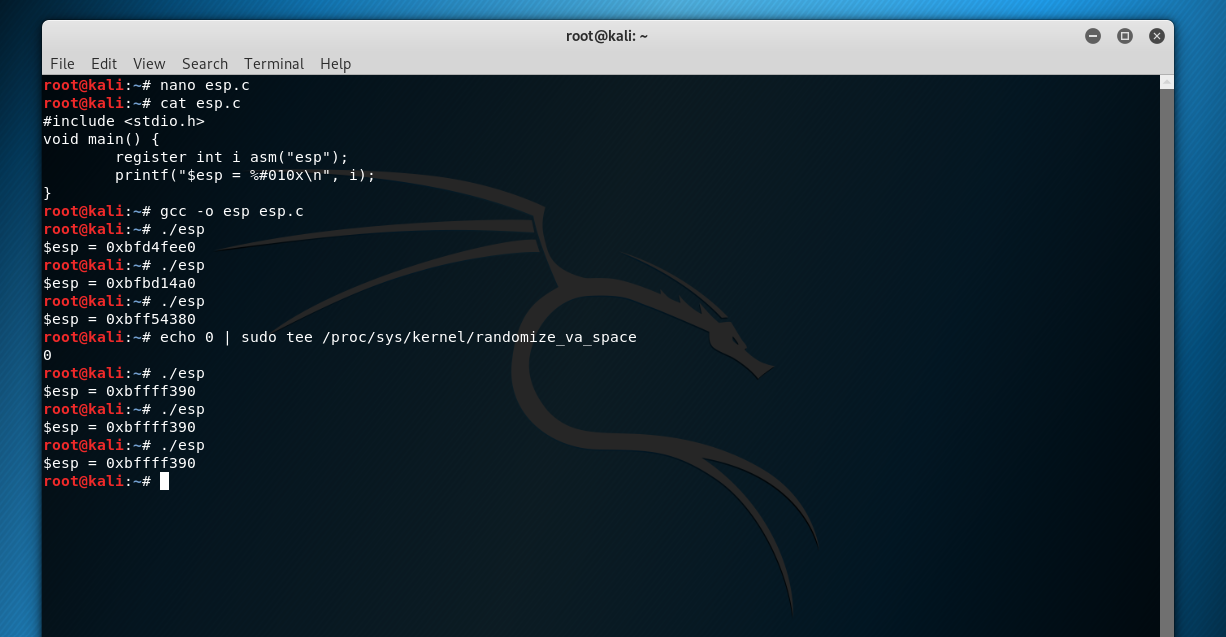 root@kali: ~
File Edit View Search Terminal Help
root@kali:~# nano esp.c
root@kali:~# cat esp.c
#include <stdio.h>
void main() {
        register int i asm("esp");
        printf("$esp = %#010x\n", i);
}
root@kali:~# gcc -o esp esp.c
root@kali:~# ./esp
$esp = 0xbfd4fee0
root@kali:~# ./esp
$esp = 0xbfbd14a0
root@kali:~# ./esp
$esp = 0xbff54380
root@kali:~# echo 0 | sudo tee /proc/sys/kernel/randomize_va_space
0
root@kali:~# ./esp
$esp = 0xbffff390
root@kali:~# ./esp
$esp = 0xbffff390
root@kali:~# ./esp
$esp = 0xbffff390
root@kali:~#